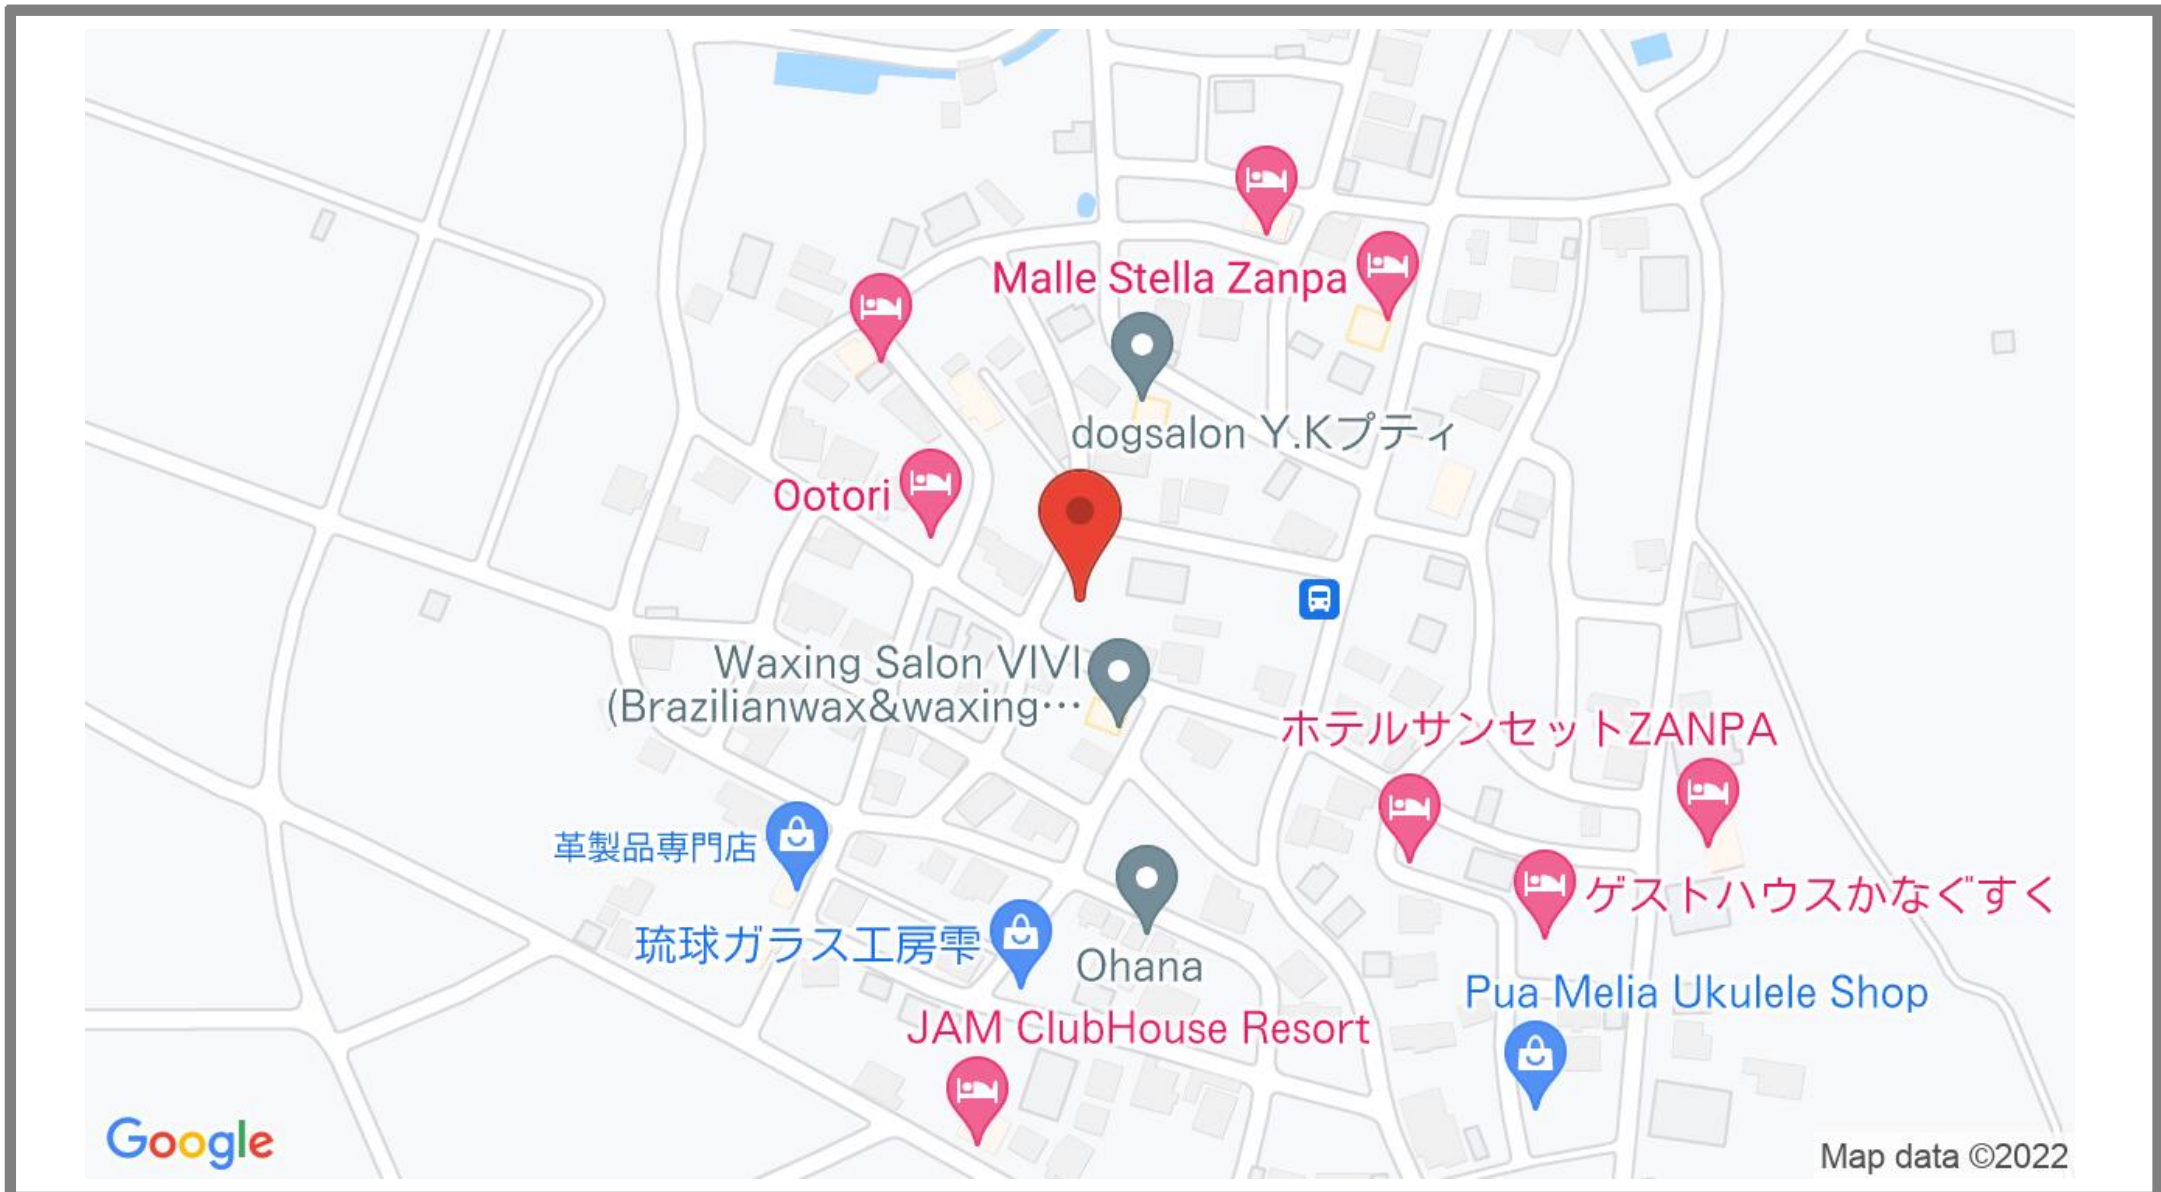 Malle Stella Zanpa
dogsalon Y.Kプティ
Ootori
Waxing Salon VIVI
(Brazilianwax&waxing…
ホテルサンセットZANPA
革製品専門店
ゲストハウスかなぐすく
琉球ガラス工房雫
Ohana
Pua Melia Ukulele Shop
JAM ClubHouse Resort
Google
Map data ©2022